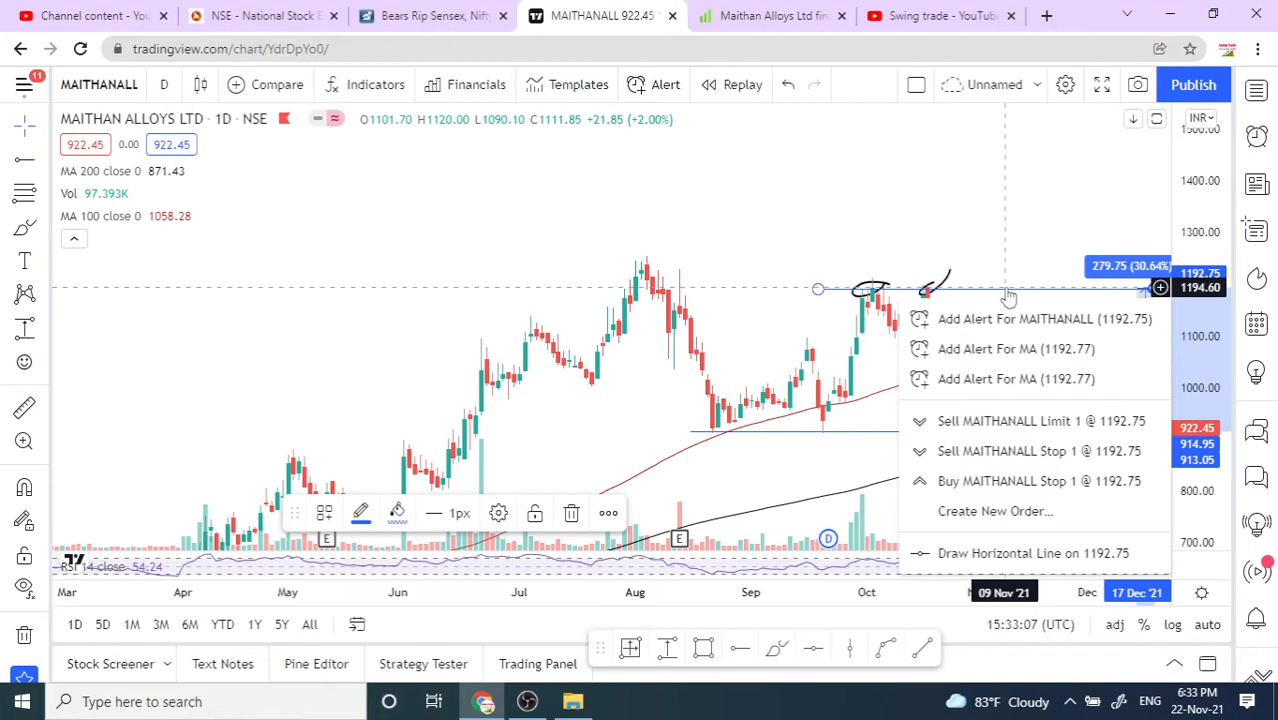 Channel content - You
NSE - National Stock E
Bears Rip Sensex, Nifty
MAITHANALL 922.45
Maithan Alloys Ltd fin
Swing trade - YouTube
tradingview.com/chart/YdrDpYo0/
11
MAITHANALL
D
Compare
Indicators
Financials
Templates
Alert
Replay
Unnamed
Publish
MAITHAN ALLOYS LTD · 1D · NSE
O1101.70 H1120.00 L1090.10 C1111.85 +21.85 (+2.00%)
INR
922.45
0.00
922.45
MA 200 close 0 871.43
Vol 97.393K
MA 100 close 0 1058.28
1500.00
1400.00
1300.00
279.75 (30.64%)
1192.75
1194.60
1100.00
1000.00
922.45
914.95
913.05
800.00
700.00
Add Alert For MAITHANALL (1192.75)
Add Alert For MA (1192.77)
Add Alert For MA (1192.77)
Sell MAITHANALL Limit 1 @ 1192.75
Sell MAITHANALL Stop 1 @ 1192.75
Buy MAITHANALL Stop 1 @ 1192.75
Create New Order...
Draw Horizontal Line on 1192.75
1px
E
E
D
RSI 14 close 54.24
Mar
Apr
May
Jun
Jul
Aug
Sep
Oct
09 Nov '21
Dec
17 Dec '21
1D
5D
1M
3M
6M
YTD
1Y
5Y
All
15:33:07 (UTC)
adj
%
log
auto
Stock Screener
Text Notes
Pine Editor
Strategy Tester
Trading Panel
Type here to search
83°F Cloudy
ENG
6:33 PM
22-Nov-21